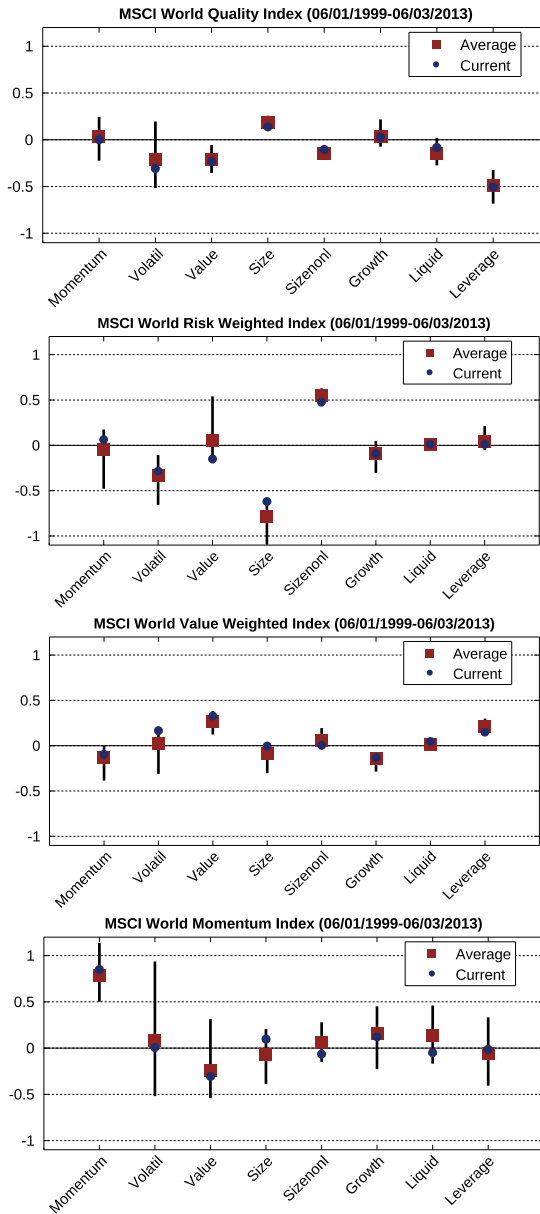 MSCI World Quality Index (06/01/1999-06/03/2013)
1
0.5
0
-0.5
-1
Average
Current
Momentum
Volatil
Value
Size
Sizenonl
Growth
Liquid
Leverage
MSCI World Risk Weighted Index (06/01/1999-06/03/2013)
1
0.5
0
-0.5
-1
Average
Current
Momentum
Volatil
Value
Size
Sizenonl
Growth
Liquid
Leverage
MSCI World Value Weighted Index (06/01/1999-06/03/2013)
1
0.5
0
-0.5
-1
Average
Current
Momentum
Volatil
Value
Size
Sizenonl
Growth
Liquid
Leverage
MSCI World Momentum Index (06/01/1999-06/03/2013)
1
0.5
0
-0.5
-1
Average
Current
Momentum
Volatil
Value
Size
Sizenonl
Growth
Liquid
Leverage